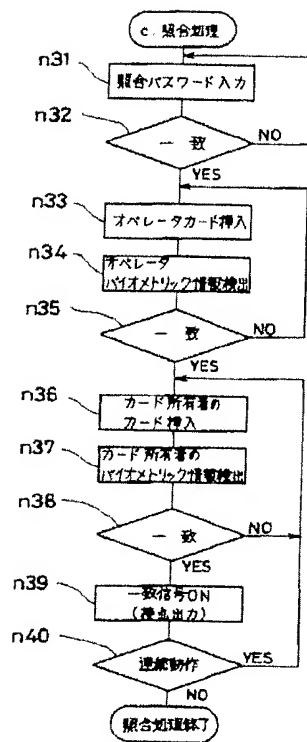 c. 照合処理
n31
照合パスワード入力
n32
一致
NO
YES
n33
オペレータカード挿入
n34
オペレータ
バイオメトリック情報検出
n35
一致
NO
YES
n36
カード所有者の
カード挿入
n37
カード所有者の
バイオメトリック情報検出
n38
一致
NO
YES
n39
一致信号ON
(接点出力)
n40
連続動作
YES
NO
照合処理終了